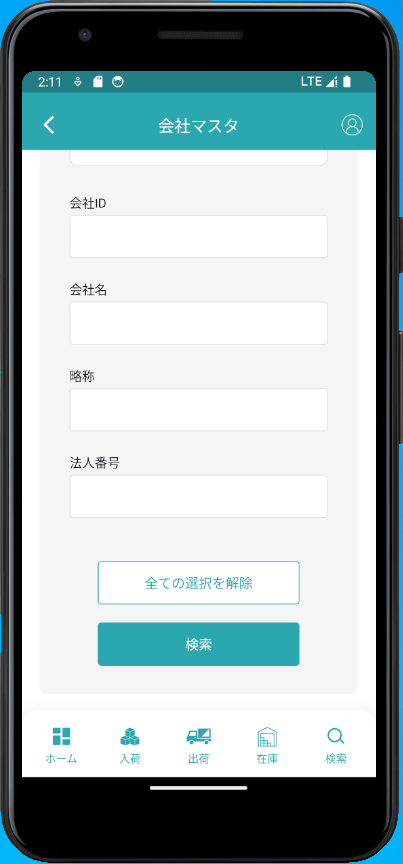 2:11 LTE
会社マスタ
会社ID
会社名
略称
法人番号
全ての選択を解除
検索
ホーム 入荷 出荷 在庫 検索